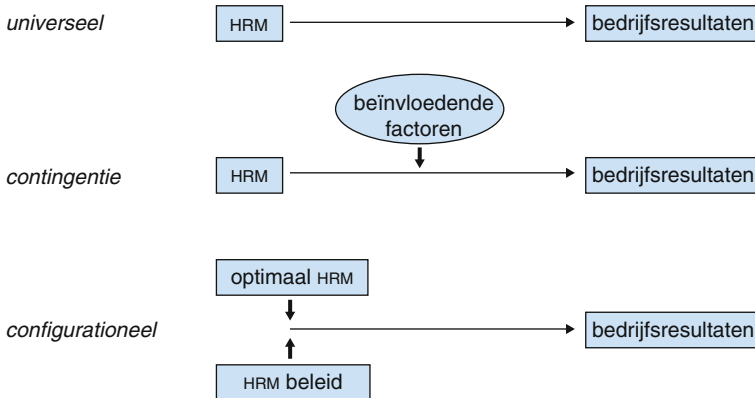 universeel HRM bedrijfsresultaten
beïnvloedende
factoren
contingentie HRM bedrijfsresultaten
optimaal HRM
configurationeel bedrijfsresultaten
HRM beleid